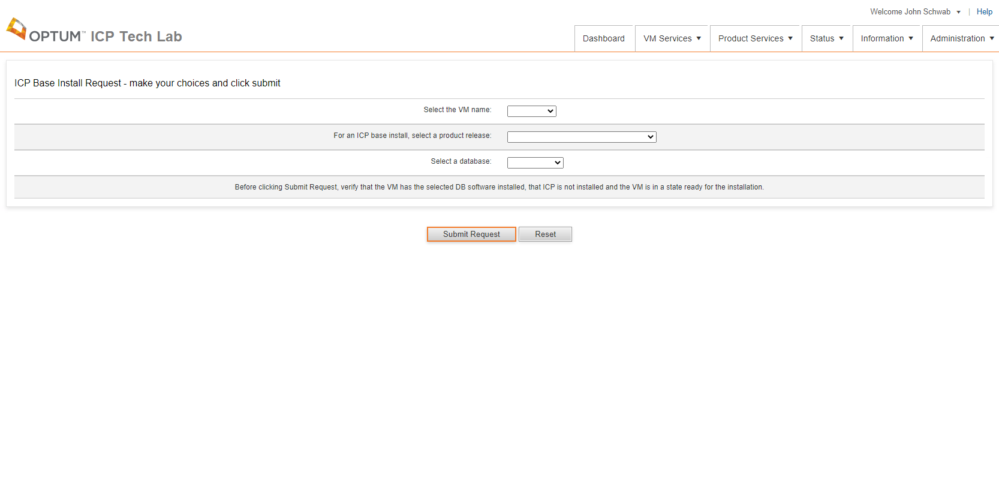 Welcome John Schwab ▼ | Help
OPTUM™ ICP Tech Lab
Dashboard VM Services ▼ Product Services ▼ Status ▼ Information ▼ Administration ▼
ICP Base Install Request - make your choices and click submit
Select the VM name:
For an ICP base install, select a product release:
Select a database:
Before clicking Submit Request, verify that the VM has the selected DB software installed, that ICP is not installed and the VM is in a state ready for the installation.
Submit Request Reset